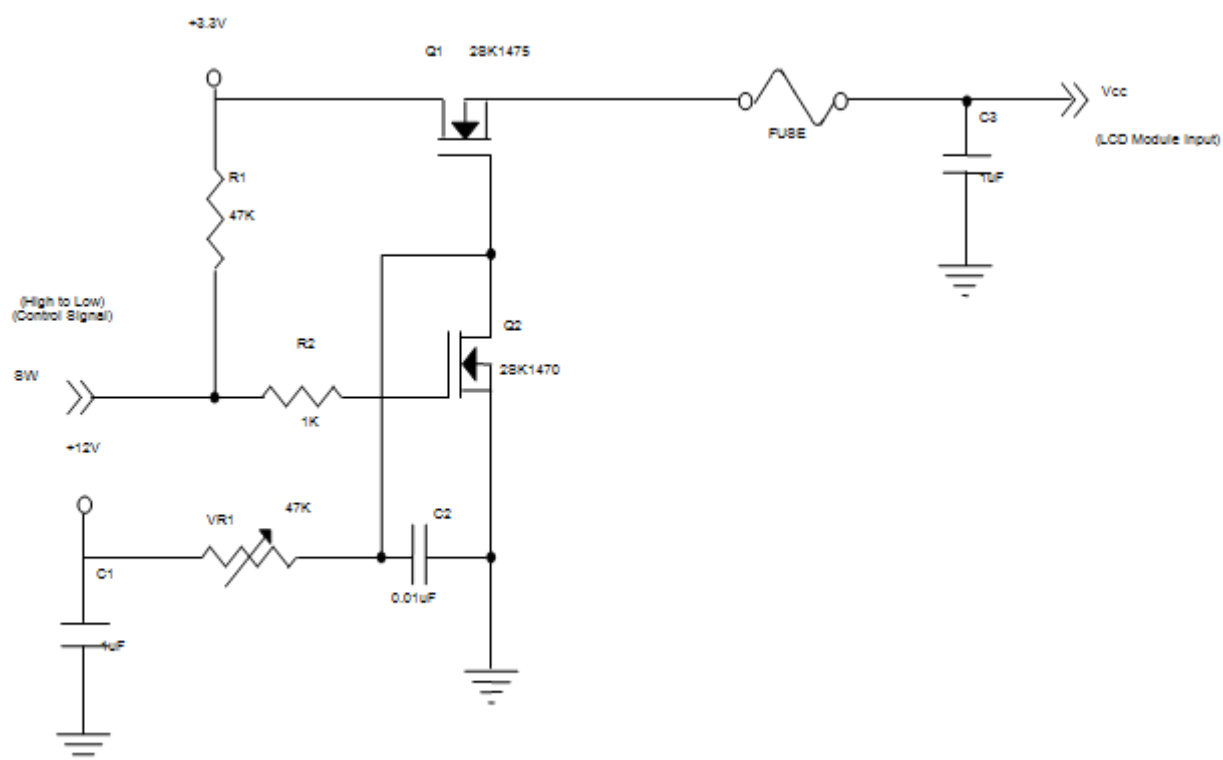 +3.3V
Q1 2SK1475
Vcc
C3
FUSE
(LCD Module Input)
R1
1uF
47K
(High to Low)
(Control Signal)
Q2
R2
2SK1470
SW
1K
+12V
47K
C2
VR1
C1
0.01uF
1uF